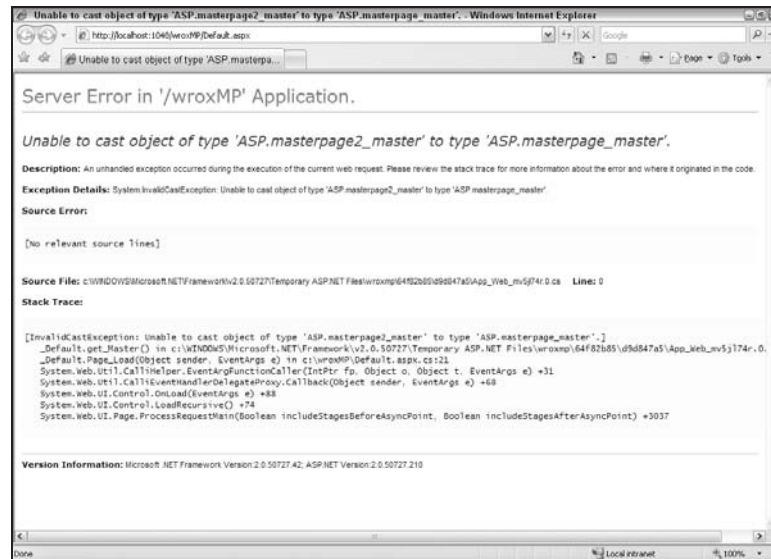 Unable to cast object of type 'ASP.masterpage2_master' to type 'ASP.masterpage_master'. - Windows Internet Explorer
http://localhost:1040/wroxMP/Default.aspx
Google
Unable to cast object of type 'ASP.masterpa...
Page
Tools
Server Error in '/wroxMP' Application.
Unable to cast object of type 'ASP.masterpage2_master' to type 'ASP.masterpage_master'.
Description: An unhandled exception occurred during the execution of the current web request. Please review the stack trace for more information about the error and where it originated in the code.
Exception Details: System.InvalidCastException: Unable to cast object of type 'ASP.masterpage2_master' to type 'ASP.masterpage_master'.
Source Error:
[No relevant source lines]
Source File: c:\WINDOWS\Microsoft.NET\Framework\v2.0.50727\Temporary ASP.NET Files\wroxmp\64f82b85\d9d847a5\App_Web_mv5jl74r.0.cs Line: 0
Stack Trace:
[InvalidCastException: Unable to cast object of type 'ASP.masterpage2_master' to type 'ASP.masterpage_master'.]
_Default.get_Master() in c:\WINDOWS\Microsoft.NET\Framework\v2.0.50727\Temporary ASP.NET Files\wroxmp\64f82b85\d9d847a5\App_Web_mv5jl74r.0.
_Default.Page_Load(Object sender, EventArgs e) in c:\wroxMP\Default.aspx.cs:21
System.Web.Util.CalliHelper.EventArgFunctionCaller(IntPtr fp, Object o, Object t, EventArgs e) +31
System.Web.Util.CalliEventHandlerDelegateProxy.Callback(Object sender, EventArgs e) +68
System.Web.UI.Control.OnLoad(EventArgs e) +88
System.Web.UI.Control.LoadRecursive() +74
System.Web.UI.Page.ProcessRequestMain(Boolean includeStagesBeforeAsyncPoint, Boolean includeStagesAfterAsyncPoint) +3037
Version Information: Microsoft .NET Framework Version:2.0.50727.42; ASP.NET Version:2.0.50727.210
Done
Local intranet
100%